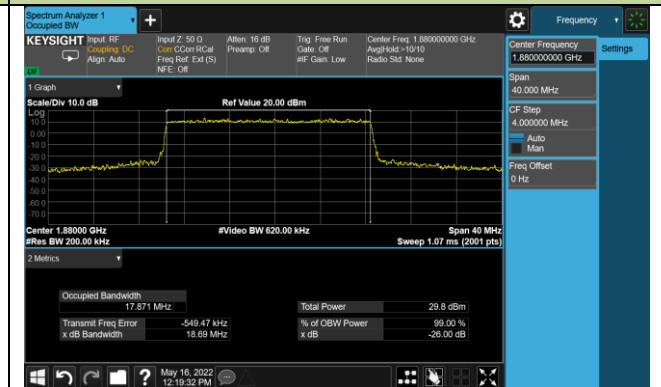 Spectrum Analyzer 1
Occupied BW
Frequency
KEYSIGHT
Input: RF
Coupling: DC
Align: Auto
Input Z: 50 Ω
Corr CCorr RCal
Freq Ref: Ext (S)
NFE: Off
Atten: 16 dB
Preamp: Off
Trig: Free Run
Gate: Off
#IF Gain: Low
Center Freq: 1.880000000 GHz
Avg|Hold:>10/10
Radio Std: None
LXI
Center Frequency
1.880000000 GHz
Settings
Span
40.000 MHz
CF Step
4.000000 MHz
Auto
Man
Freq Offset
0 Hz
1 Graph
Scale/Div 10.0 dB
Ref Value 20.00 dBm
Log
10.0
0.00
-10.0
-20.0
-30.0
-40.0
-50.0
-60.0
-70.0
Center 1.88000 GHz
#Video BW 620.00 kHz
Span 40 MHz
#Res BW 200.00 kHz
Sweep 1.07 ms (2001 pts)
2 Metrics
Occupied Bandwidth
17.871 MHz
Total Power
29.8 dBm
Transmit Freq Error
-549.47 kHz
% of OBW Power
99.00 %
x dB Bandwidth
18.69 MHz
x dB
-26.00 dB
?
May 16, 2022
12:19:32 PM